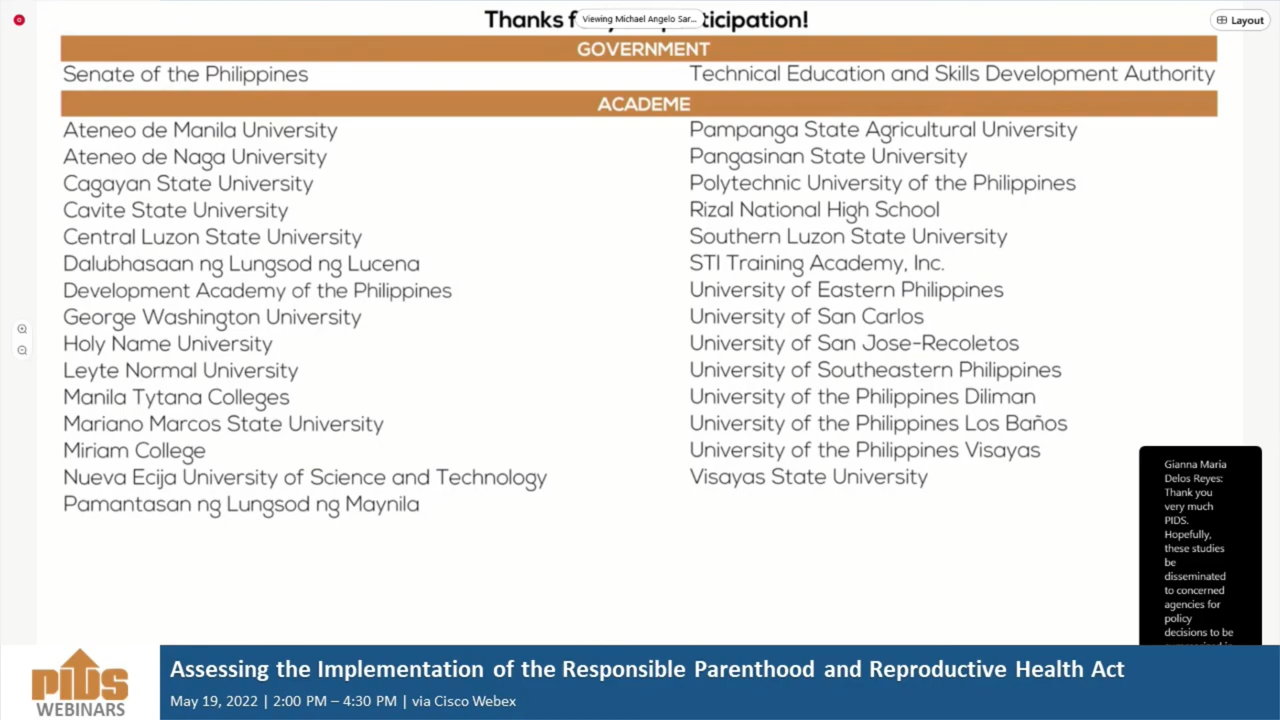 Thanks f
ticipation!
Viewing Michael Angelo Sar...
Layout
GOVERNMENT
Senate of the Philippines
Technical Education and Skills Development Authority
ACADEME
Ateneo de Manila University
Ateneo de Naga University
Cagayan State University
Cavite State University
Central Luzon State University
Dalubhasaan ng Lungsod ng Lucena
Development Academy of the Philippines
George Washington University
Holy Name University
Leyte Normal University
Manila Tytana Colleges
Mariano Marcos State University
Miriam College
Nueva Ecija University of Science and Technology
Pamantasan ng Lungsod ng Maynila
Pampanga State Agricultural University
Pangasinan State University
Polytechnic University of the Philippines
Rizal National High School
Southern Luzon State University
STI Training Academy, Inc.
University of Eastern Philippines
University of San Carlos
University of San Jose-Recoletos
University of Southeastern Philippines
University of the Philippines Diliman
University of the Philippines Los Baños
University of the Philippines Visayas
Visayas State University
Gianna Maria
Delos Reyes:
Thank you
very much
PIDS.
Hopefully,
these studies
be
disseminated
to concerned
agencies for
policy
decisions to be
PIDS
WEBINARS
Assessing the Implementation of the Responsible Parenthood and Reproductive Health Act
May 19, 2022 | 2:00 PM – 4:30 PM | via Cisco Webex